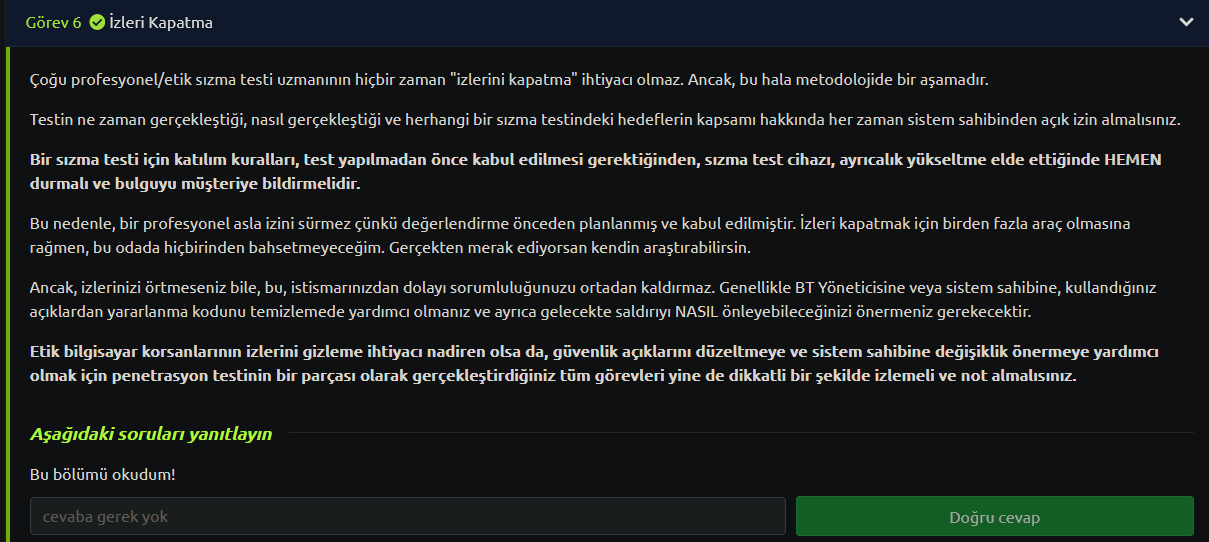 Görev 6 İzleri Kapatma
Çoğu profesyonel/etik sızma testi uzmanının hiçbir zaman "izlerini kapatma" ihtiyacı olmaz. Ancak, bu hala metodolojide bir aşamadır.
Testin ne zaman gerçekleştiği, nasıl gerçekleştiği ve herhangi bir sızma testindeki hedeflerin kapsamı hakkında her zaman sistem sahibinden açık izin almalısınız.
Bir sızma testi için katılım kuralları, test yapılmadan önce kabul edilmesi gerektiğinden, sızma test cihazı, ayrıcalık yükseltme elde ettiğinde HEMEN
durmalı ve bulguyu müşteriye bildirmelidir.
Bu nedenle, bir profesyonel asla izini sürmez çünkü değerlendirme önceden planlanmış ve kabul edilmiştir. İzleri kapatmak için birden fazla araç olmasına
rağmen, bu odada hiçbirinden bahsetmeyeceğim. Gerçekten merak ediyorsan kendin araştırabilirsin.
Ancak, izlerinizi örtmeseniz bile, bu, istismarınızdan dolayı sorumluluğunuzu ortadan kaldırmaz. Genellikle BT Yöneticisine veya sistem sahibine, kullandığınız
açıklardan yararlanma kodunu temizlemede yardımcı olmanız ve ayrıca gelecekte saldırıyı NASIL önleyebileceğinizi önermeniz gerekecektir.
Etik bilgisayar korsanlarının izlerini gizleme ihtiyacı nadiren olsa da, güvenlik açıklarını düzeltmeye ve sistem sahibine değişiklik önermeye yardımcı
olmak için penetrasyon testinin bir parçası olarak gerçekleştirdiğiniz tüm görevleri yine de dikkatli bir şekilde izlemeli ve not almalısınız.
Aşağıdaki soruları yanıtlayın
Bu bölümü okudum!
cevaba gerek yok
Doğru cevap